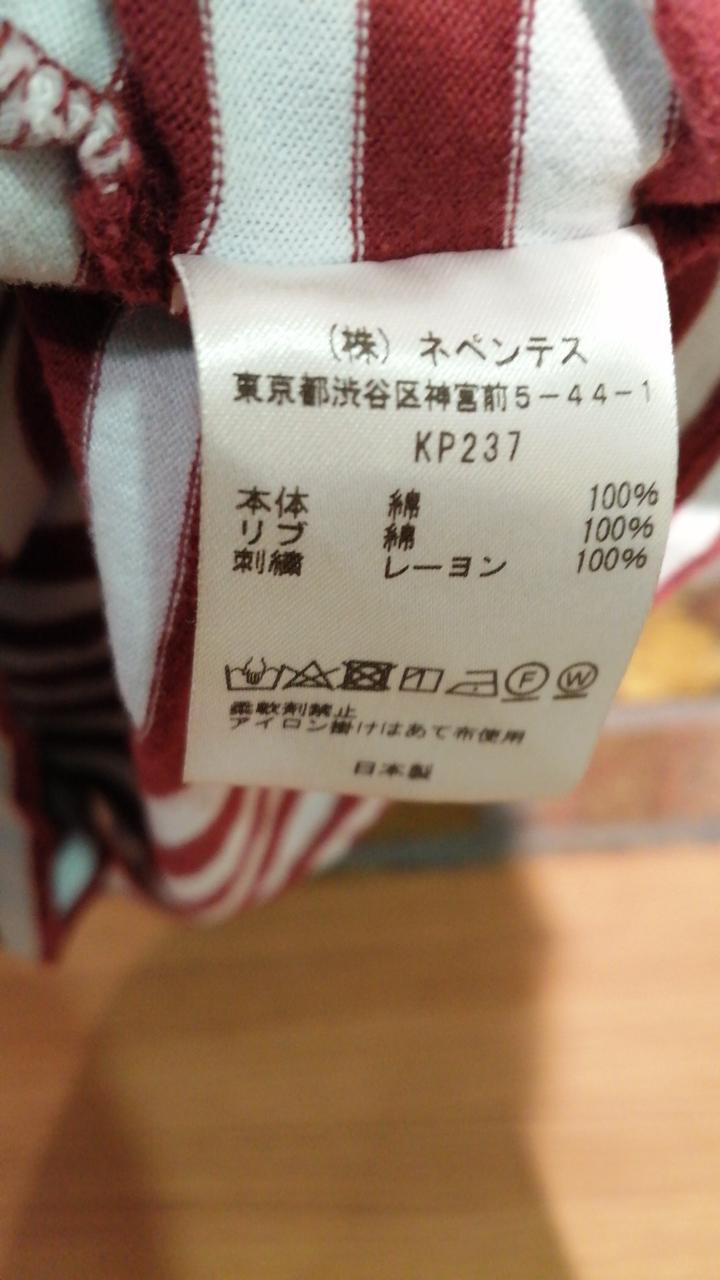 （株）ネペンテス
東京都渋谷区神宮前5－44－1
KP237
本体 綿 100%
リブ 綿 100%
刺繍 レーヨン 100%
F W
柔軟剤禁止
アイロン掛けはあて布使用
日本製